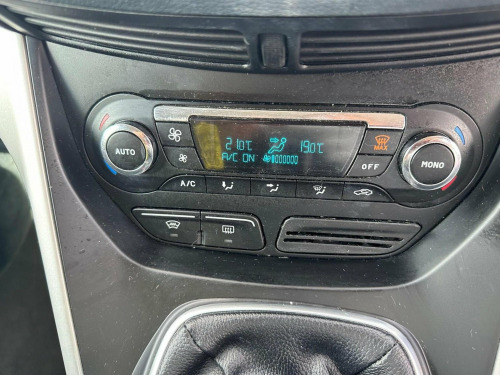 21.0°C 19.0°C
A/C ON
AUTO
MAX
OFF
MONO
A/C